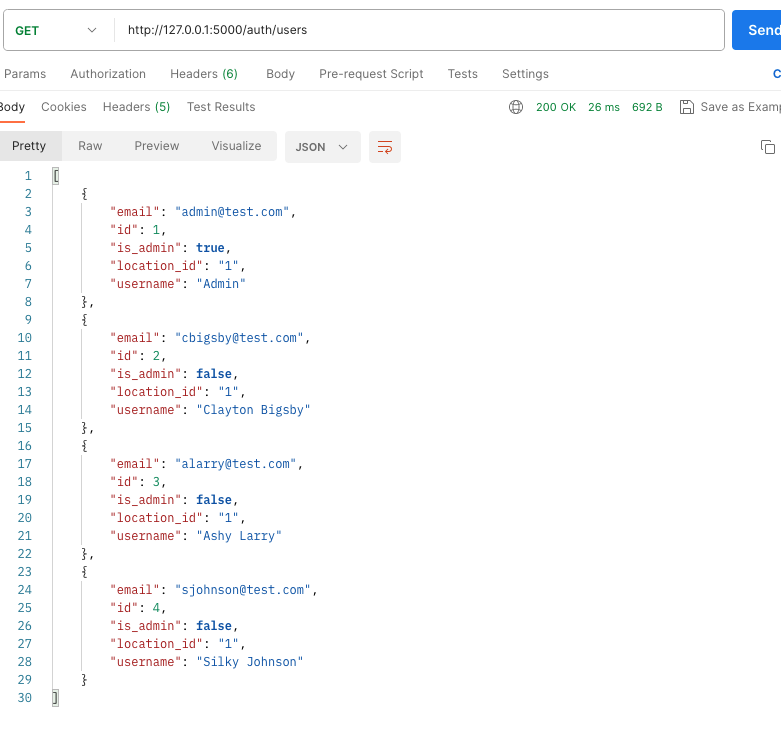 GET http://127.0.0.1:5000/auth/users Send
Params Authorization Headers (6) Body Pre-request Script Tests Settings C
Body Cookies Headers (5) Test Results 200 OK 26 ms 692 B Save as Examp
Pretty Raw Preview Visualize JSON
1 [
2 {
3 "email": "admin@test.com",
4 "id": 1,
5 "is_admin": true,
6 "location_id": "1",
7 "username": "Admin"
8 },
9 {
10 "email": "cbigsby@test.com",
11 "id": 2,
12 "is_admin": false,
13 "location_id": "1",
14 "username": "Clayton Bigsby"
15 },
16 {
17 "email": "alarry@test.com",
18 "id": 3,
19 "is_admin": false,
20 "location_id": "1",
21 "username": "Ashy Larry"
22 },
23 {
24 "email": "sjohnson@test.com",
25 "id": 4,
26 "is_admin": false,
27 "location_id": "1",
28 "username": "Silky Johnson"
29 }
30 ]